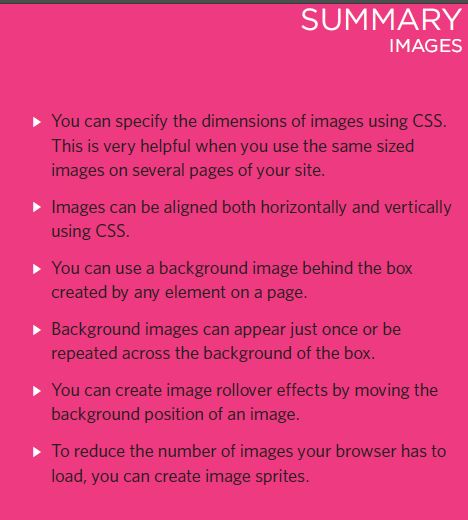 SUMMARY
IMAGES
You can specify the dimensions of images using CSS.
This is very helpful when you use the same sized
images on several pages of your site.
Images can be aligned both horizontally and vertically
using CSS.
You can use a background image behind the box
created by any element on a page.
Background images can appear just once or be
repeated across the background of the box.
You can create image rollover effects by moving the
background position of an image.
To reduce the number of images your browser has to
load, you can create image sprites.